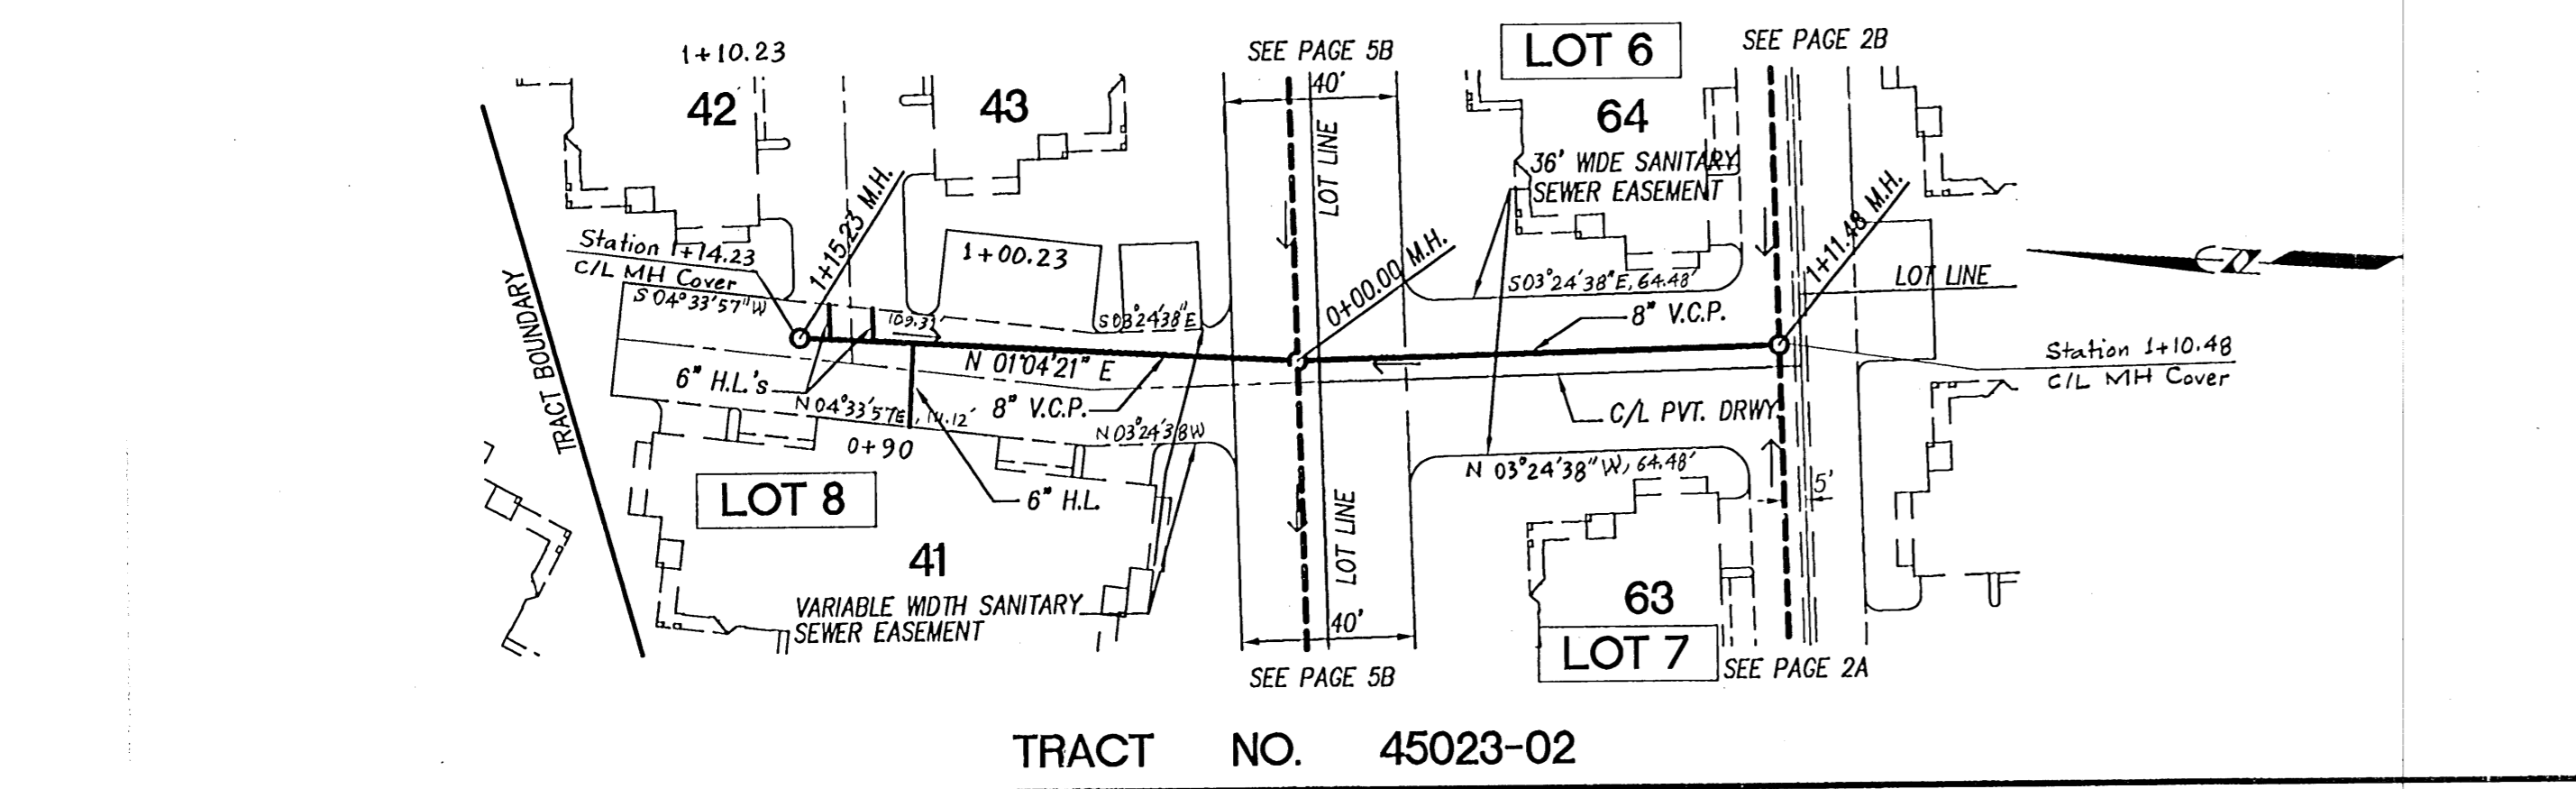 1+10.23
SEE PAGE 5B
LOT 6
SEE PAGE 2B
42
43
40'
64
LOT LINE
36' WIDE SANITARY
SEWER EASEMENT
1+15.23 M.H.
Station 1+14.23
C/L MH Cover
1+00.23
0+00.00 M.H.
1+11.48 M.H.
S 04°33'57" W
109.37'
S 03°24'38" E
S 03°24'38" E, 64.48'
LOT LINE
8" V.C.P.
TRACT BOUNDARY
N 01°04'21" E
Station 1+10.48
C/L MH Cover
6" H.L.'s
N 04°33'57 E,
8" V.C.P.
C/L PVT. DRWY
N 03°24'38 W
0+90
N 03°24'38" W, 64.48'
LOT 8
6" H.L.
5'
LOT LINE
41
63
VARIABLE WIDTH SANITARY
SEWER EASEMENT
40'
LOT 7
SEE PAGE 5B
SEE PAGE 2A
TRACT NO. 45023-02